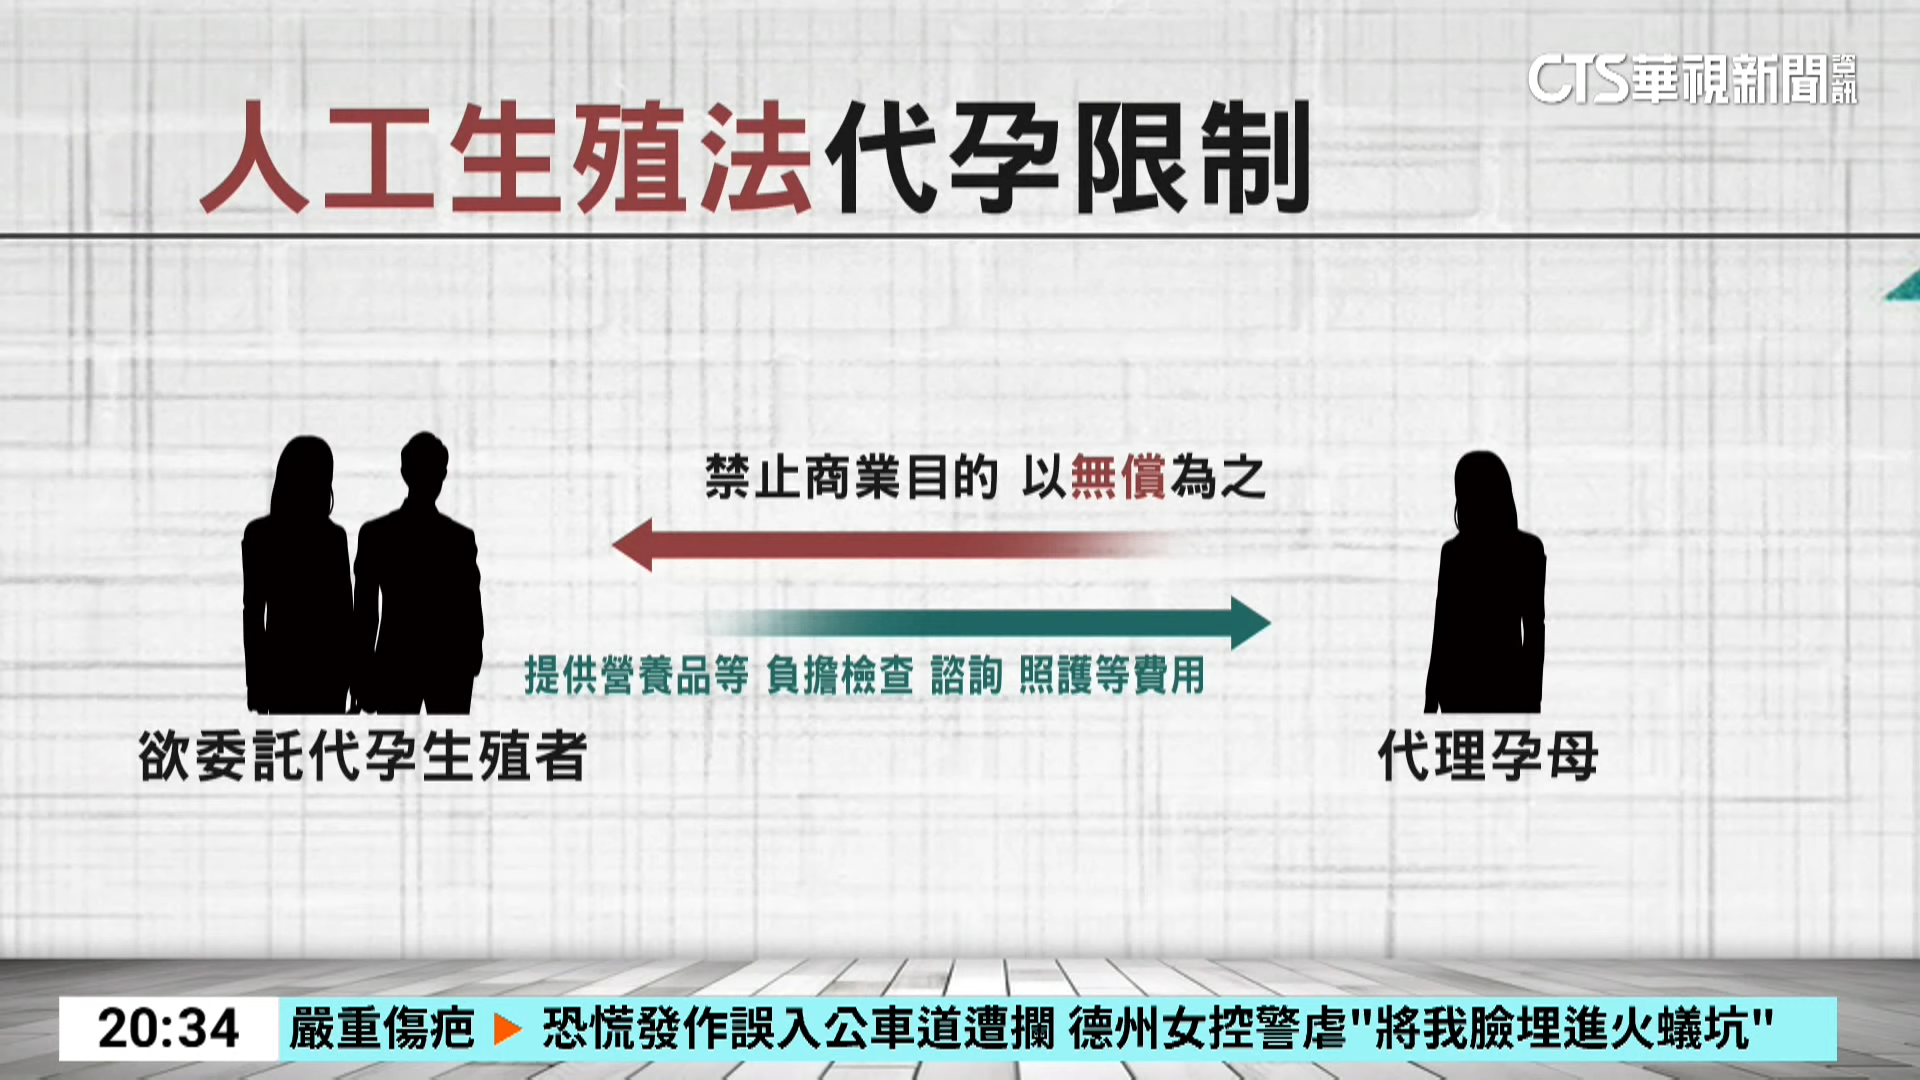 CTS華視新聞資訊
人工生殖法代孕限制
禁止商業目的 以無償為之
提供營養品等 負擔檢查 諮詢 照護等費用
欲委託代孕生殖者
代理孕母
20:34 嚴重傷疤 ▶ 恐慌發作誤入公車道遭攔 德州女控警虐"將我臉埋進火蟻坑"